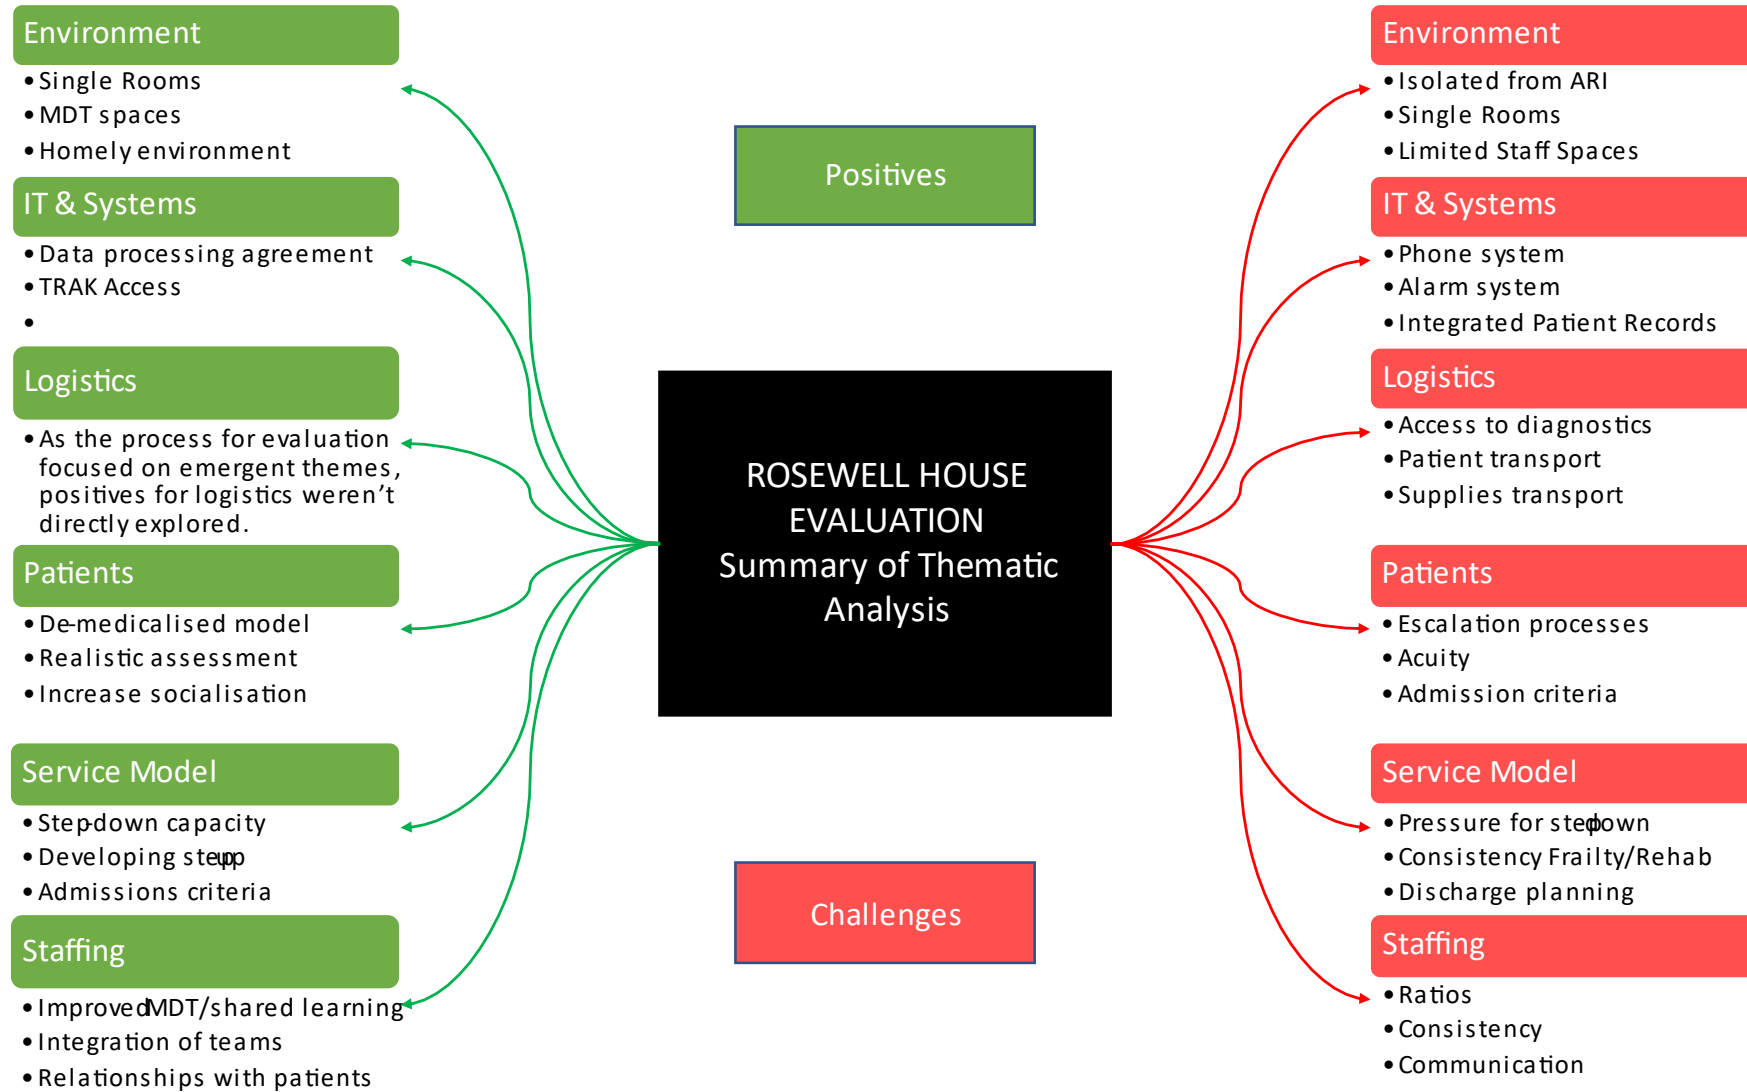 Environment
• Single Rooms
• MDT spaces
• Homely environment
IT & Systems
• Data processing agreement
• TRAK Access
•
Logistics
• As the process for evaluation
focused on emergent themes,
positives for logistics weren't
directly explored.
Patients
• De-medicalised model
• Realistic assessment
• Increase socialisation
Service Model
• Step-down capacity
• Developing step-up
• Admissions criteria
Staffing
• Improved MDT/shared learning
• Integration of teams
• Relationships with patients
Positives
ROSEWELL HOUSE
EVALUATION
Summary of Thematic
Analysis
Challenges
Environment
• Isolated from ARI
• Single Rooms
• Limited Staff Spaces
IT & Systems
• Phone system
• Alarm system
• Integrated Patient Records
Logistics
• Access to diagnostics
• Patient transport
• Supplies transport
Patients
• Escalation processes
• Acuity
• Admission criteria
Service Model
• Pressure for step-down
• Consistency Frailty/Rehab
• Discharge planning
Staffing
• Ratios
• Consistency
• Communication